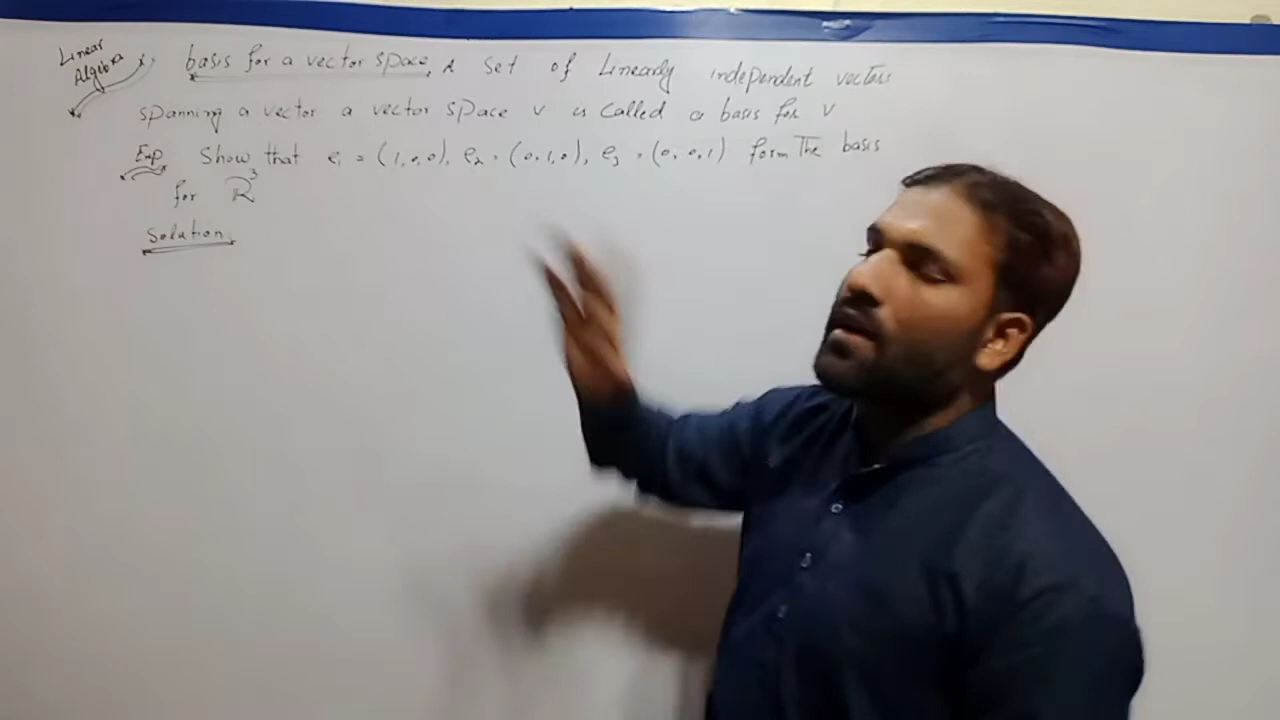 Linear
Algebra
basis for a vector space, A set of Linearly independent vectors
spanning a vector a vector space V is called a basis for V
Exp Show that e₁ = (1,0,0), e₂ = (0,1,0), e₃ = (0,0,1) form The basis
for ℝ³
Solution